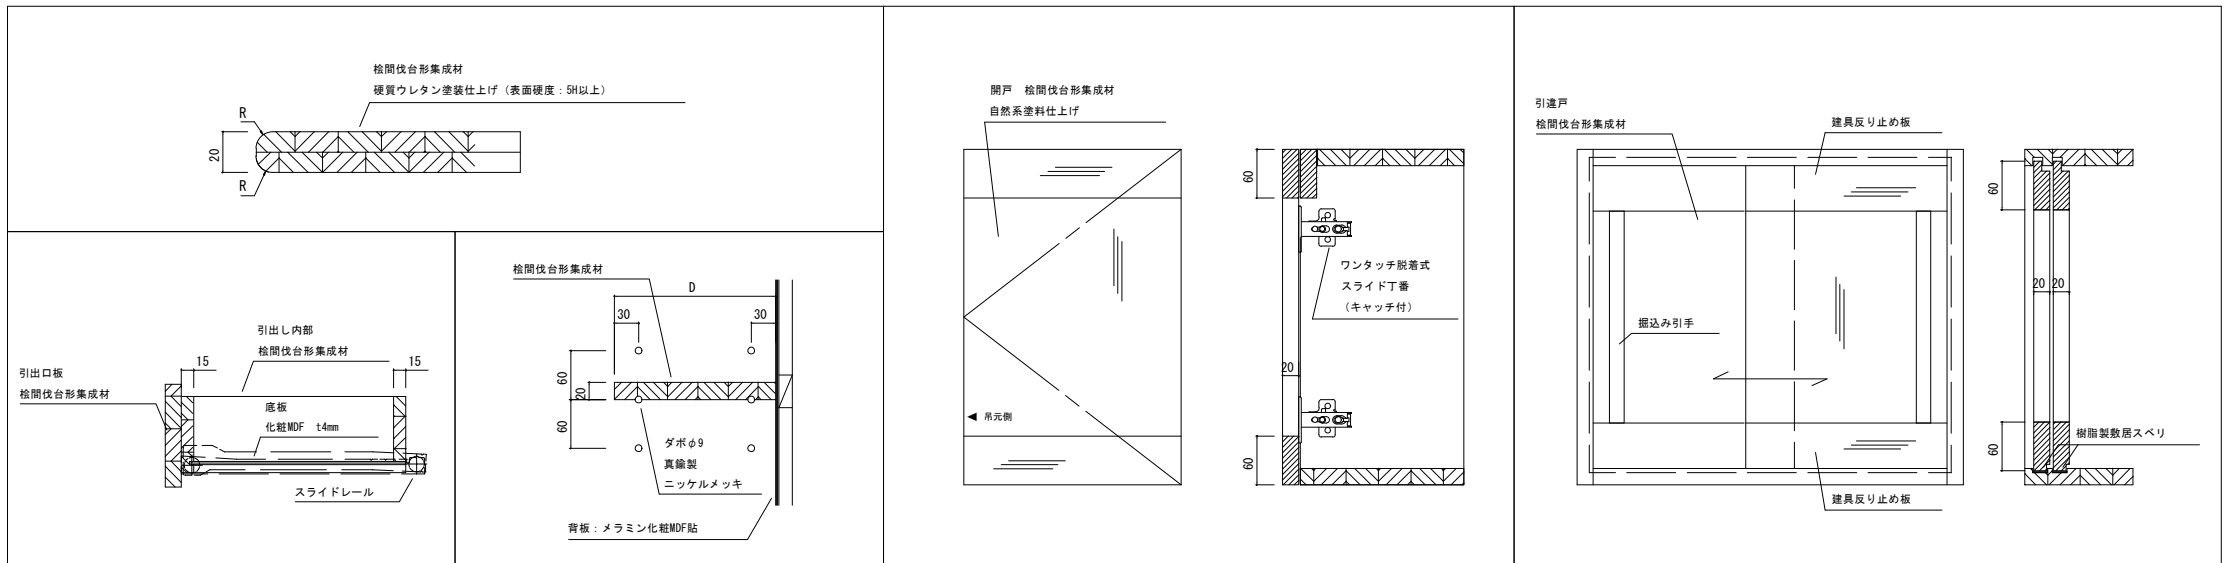 桧間伐台形集成材
硬質ウレタン塗装仕上げ（表面硬度：5H以上）
R
20
R
引出し内部
桧間伐台形集成材
15
15
引出口板
桧間伐台形集成材
底板
化粧MDF　t4mm
スライドレール
桧間伐台形集成材
D
30
30
60
20
60
ダボφ9
真鍮製
ニッケルメッキ
背板：メラミン化粧MDF貼
開戸　桧間伐台形集成材
自然系塗料仕上げ
60
ワンタッチ脱着式
スライド丁番
（キャッチ付）
20
吊元側
60
引違戸
桧間伐台形集成材
建具反り止め板
60
20
20
掘込み引手
樹脂製敷居スベリ
60
建具反り止め板